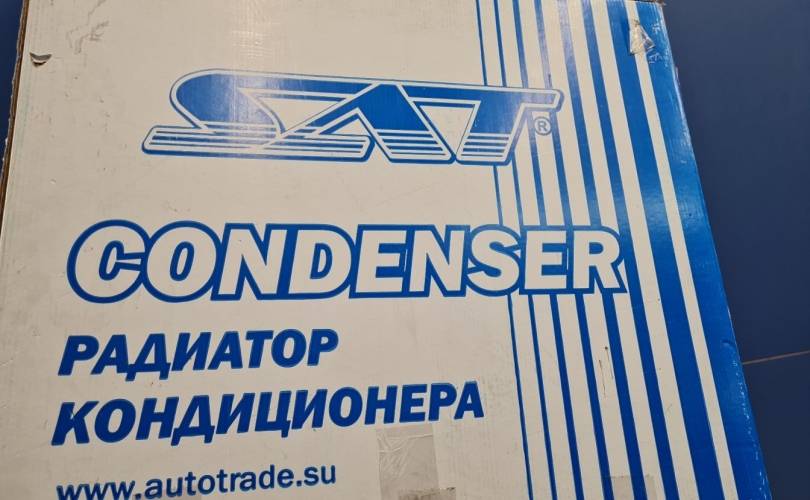 SAT®
CONDENSER
РАДИАТОР
КОНДИЦИОНЕРА
www.autotrade.su